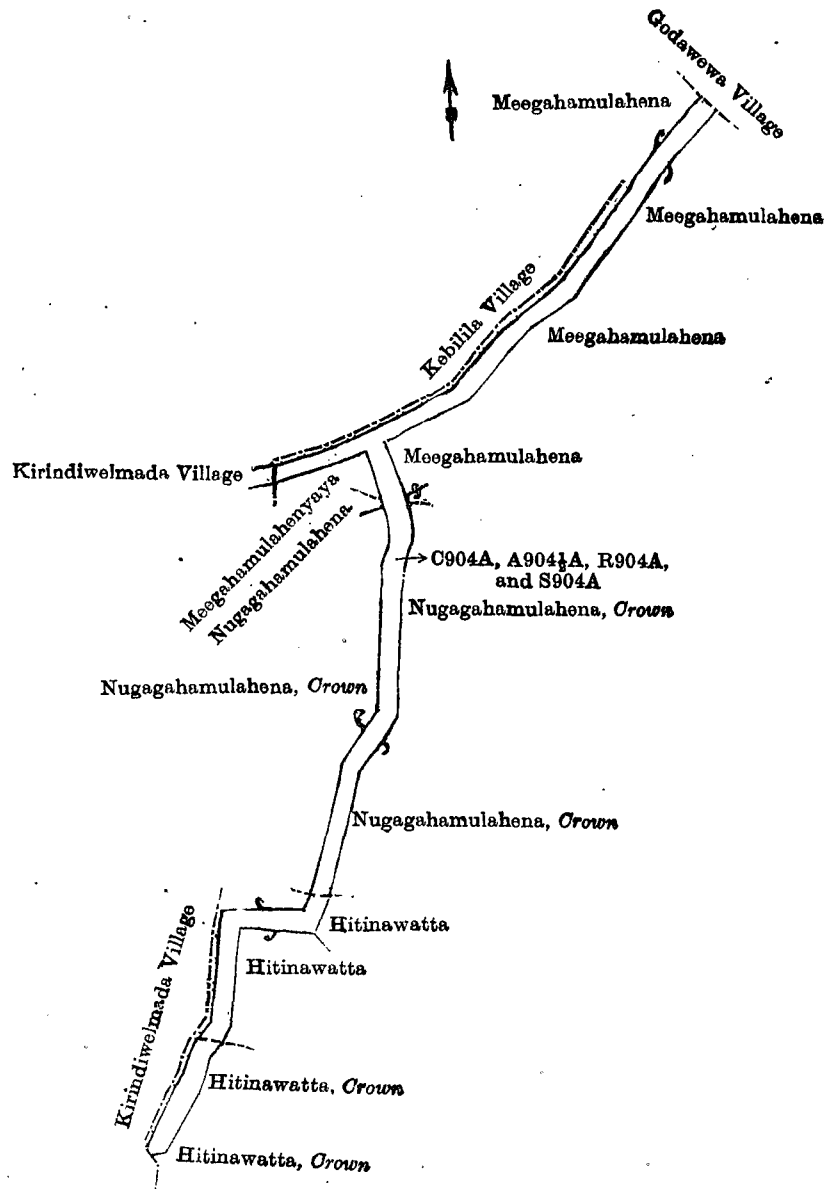 Godawewa Village
Meegahamulahena
Meegahamulahena
Kebilila Village
Meegahamulahena
Meegahamulahena
Kirindiwelmada Village
Meegahamulahenyaya
Nugagahamulahena
C904A, A904½A, R904A,
and S904A
Nugagahamulahena, Crown
Nugagahamulahena, Crown
Nugagahamulahena, Crown
Kirindiwelmada Village
Hitinawatta
Hitinawatta
Hitinawatta, Crown
Hitinawatta, Crown